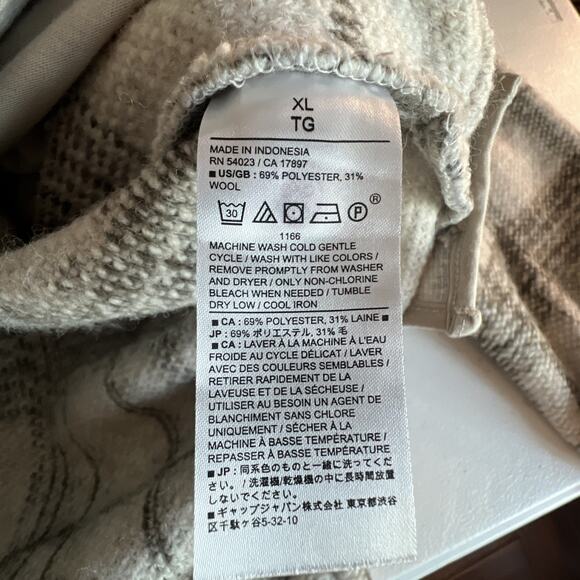 XL
TG
MADE IN INDONESIA
RN 54023 / CA 17897
■ US/GB : 69% POLYESTER, 31%
WOOL
30 P ®
1166
MACHINE WASH COLD GENTLE
CYCLE / WASH WITH LIKE COLORS /
REMOVE PROMPTLY FROM WASHER
AND DRYER / ONLY NON-CHLORINE
BLEACH WHEN NEEDED / TUMBLE
DRY LOW / COOL IRON
■ CA : 69% POLYESTER, 31% LAINE ■
JP : 69% ポリエステル, 31% 毛
■ CA : LAVER À LA MACHINE À L'EAU
FROIDE AU CYCLE DÉLICAT / LAVER
AVEC DES COULEURS SEMBLABLES /
RETIRER RAPIDEMENT DE LA
LAVEUSE ET DE LA SÉCHEUSE /
UTILISER AU BESOIN UN AGENT DE
BLANCHIMENT SANS CHLORE
UNIQUEMENT / SÉCHER À LA
MACHINE À BASSE TEMPÉRATURE /
REPASSER À BASSE TEMPÉRATURE
■ JP : 同系色のものと一緒に洗ってくださ
い。/ 洗濯機/乾燥機の中に長時間放置
しないでください。
■ ギャップジャパン株式会社 東京都渋谷
区千駄ヶ谷5-32-10